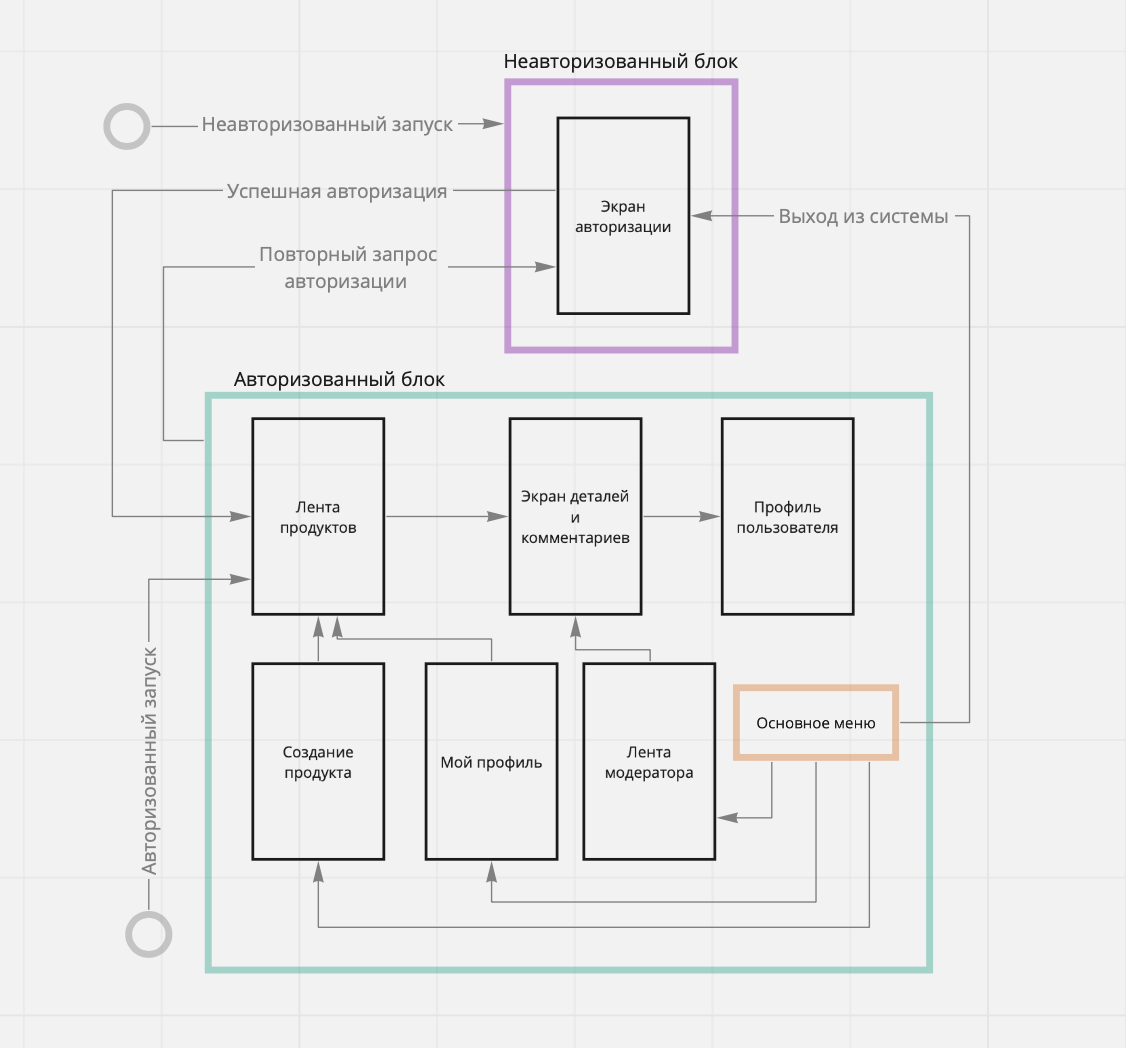 Неавторизованный блок
Неавторизованный запуск
Успешная авторизация
Экран
авторизации
Выход из системы
Повторный запрос
авторизации
Авторизованный блок
Лента
продуктов
Экран деталей
и
комментариев
Профиль
пользователя
Авторизованный запуск
Создание
продукта
Мой профиль
Лента
модератора
Основное меню